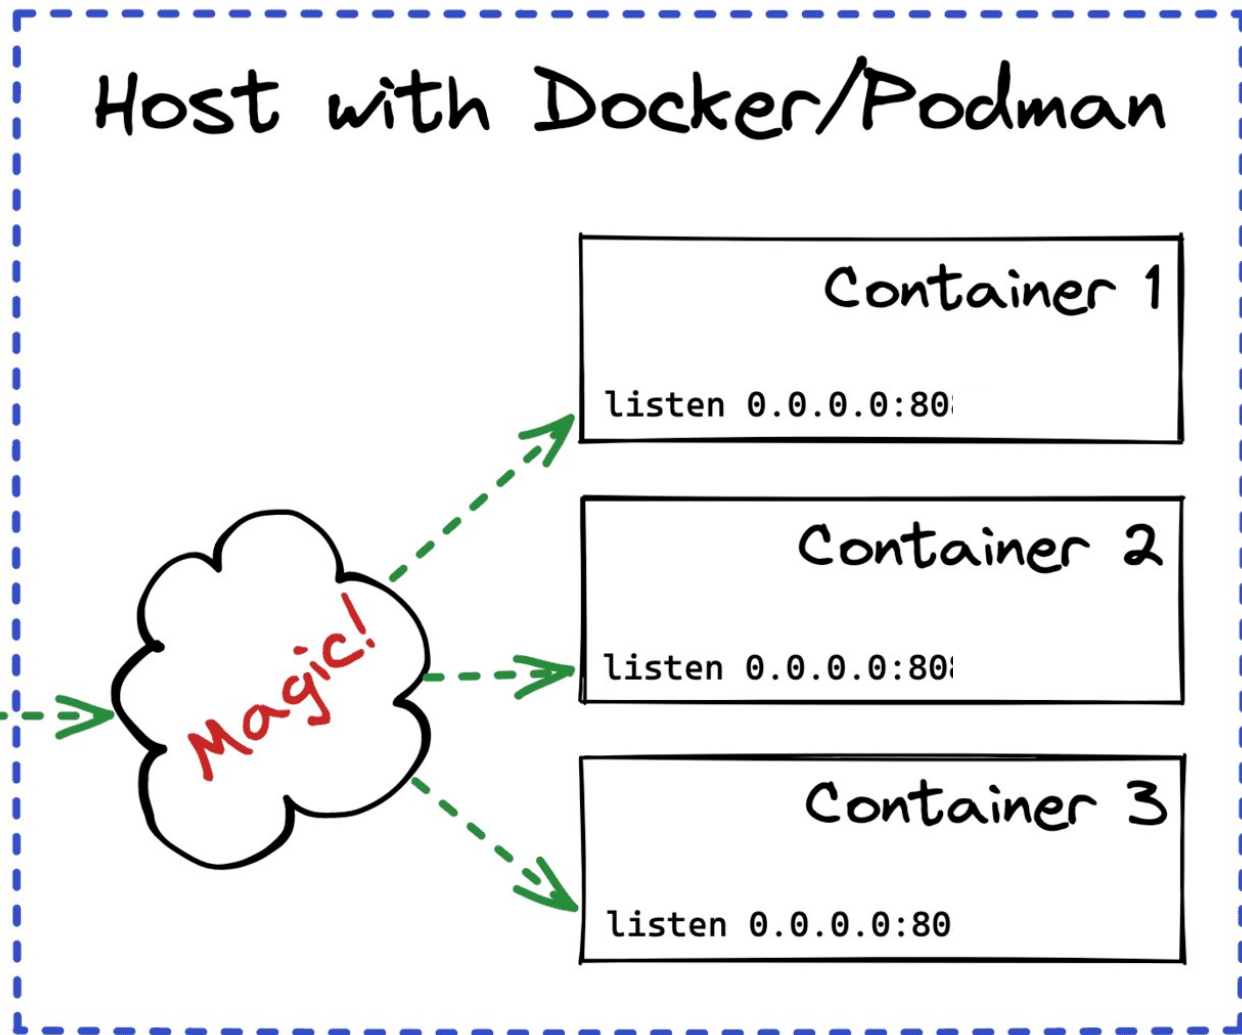 Host with Docker/Podman
Container 1
listen 0.0.0.0:80
Container 2
listen 0.0.0.0:80
Magic!
Container 3
listen 0.0.0.0:80